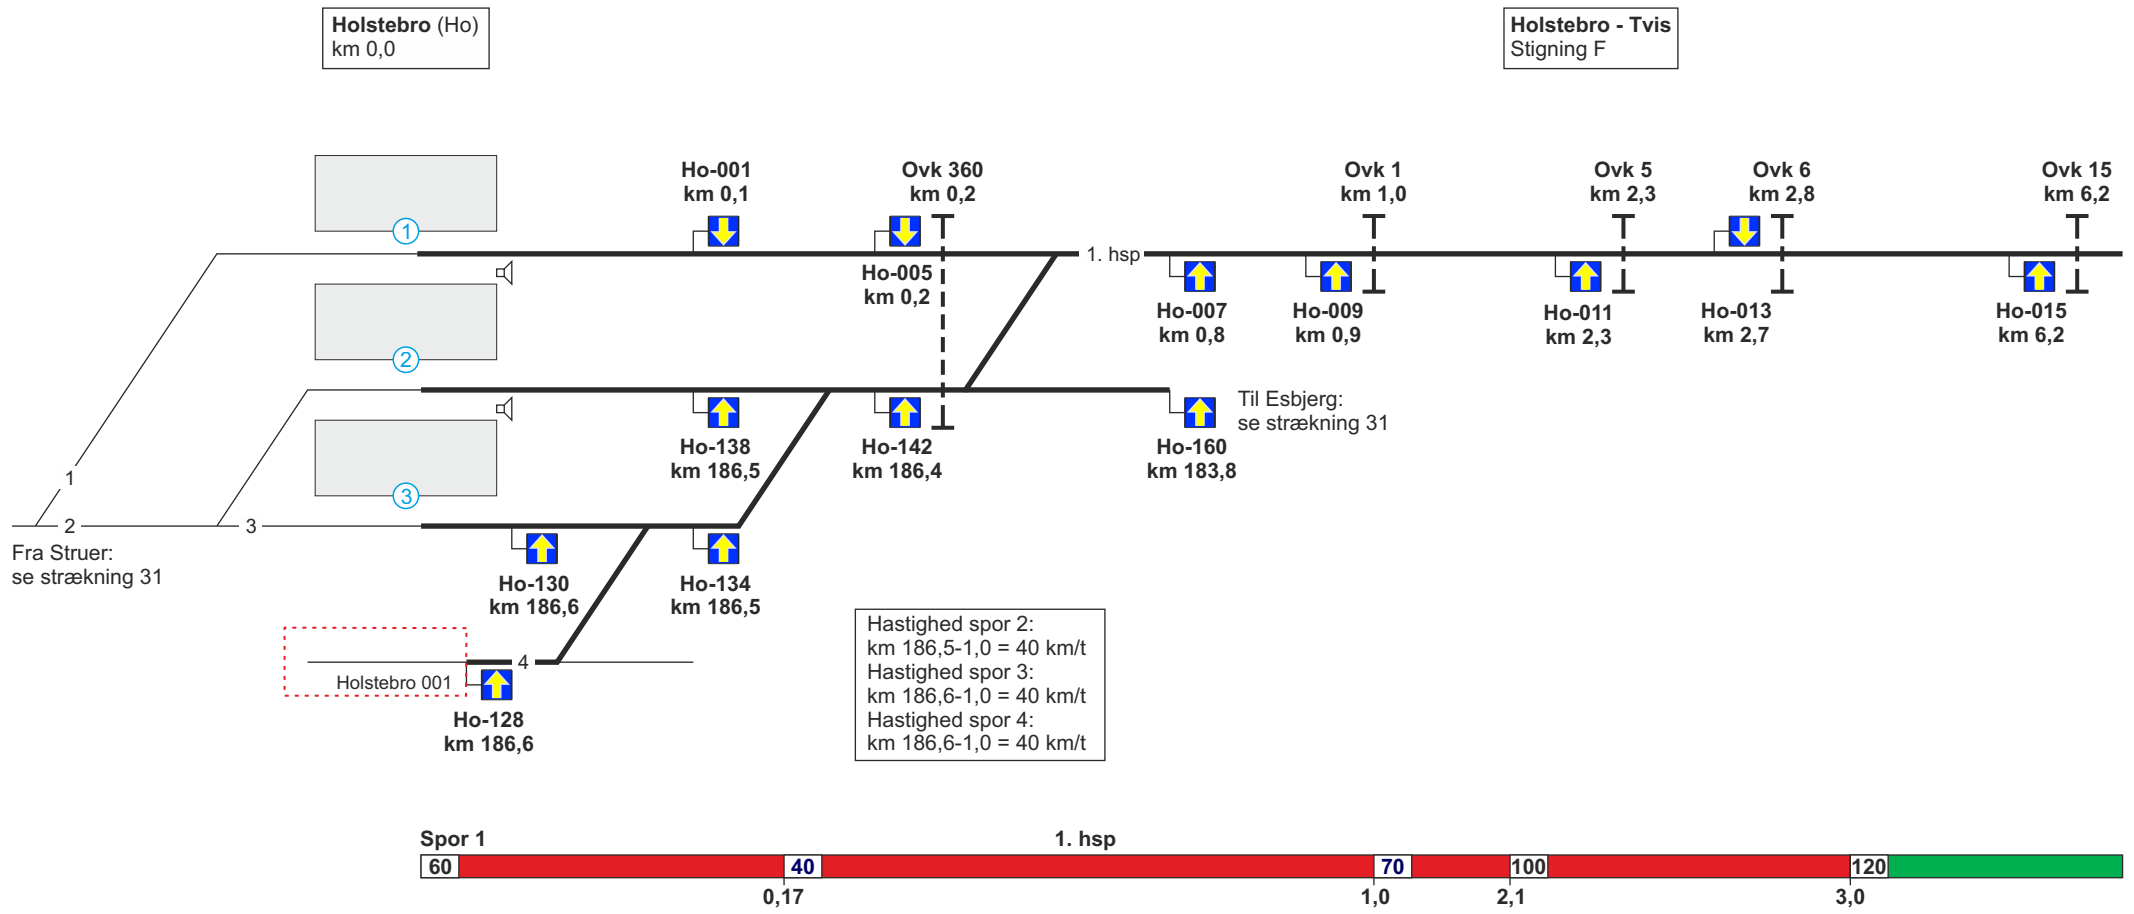 Holstebro (Ho)
km 0,0
Holstebro - Tvis
Stigning F
Ho-001
km 0,1
Ovk 360
km 0,2
Ovk 1
km 1,0
Ovk 5
km 2,3
Ovk 6
km 2,8
Ovk 15
km 6,2
1
1. hsp
Ho-005
km 0,2
Ho-007
km 0,8
Ho-009
km 0,9
Ho-011
km 2,3
Ho-013
km 2,7
Ho-015
km 6,2
2
Til Esbjerg:
se strækning 31
Ho-138
km 186,5
Ho-142
km 186,4
Ho-160
km 183,8
1
3
2
3
Fra Struer:
se strækning 31
Ho-130
km 186,6
Ho-134
km 186,5
4
Holstebro 001
Ho-128
km 186,6
Hastighed spor 2:
km 186,5-1,0 = 40 km/t
Hastighed spor 3:
km 186,6-1,0 = 40 km/t
Hastighed spor 4:
km 186,6-1,0 = 40 km/t
Spor 1
1. hsp
60
40
70
100
120
0,17
1,0
2,1
3,0